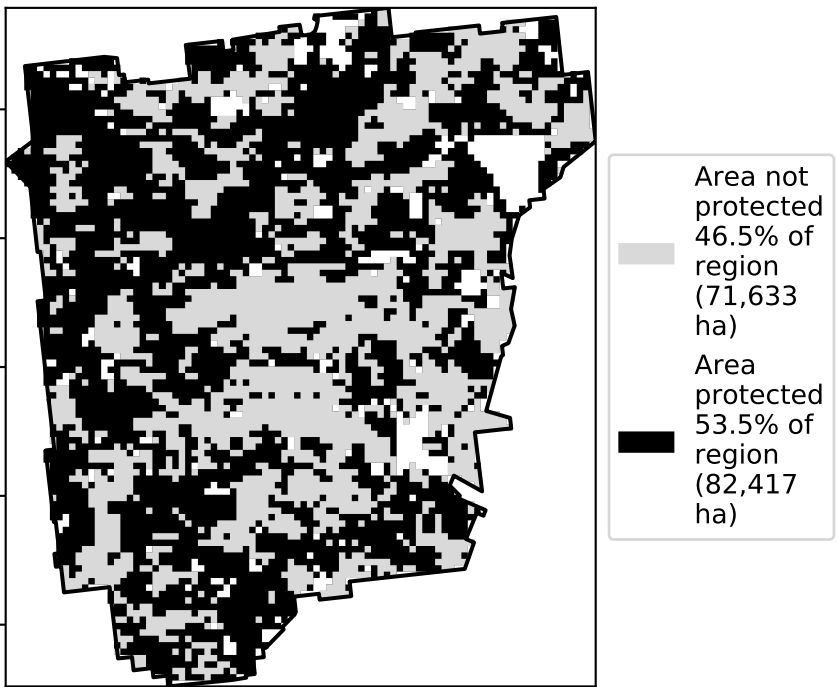 Area not
protected
46.5% of
region
(71,633
ha)
Area
protected
53.5% of
region
(82,417
ha)